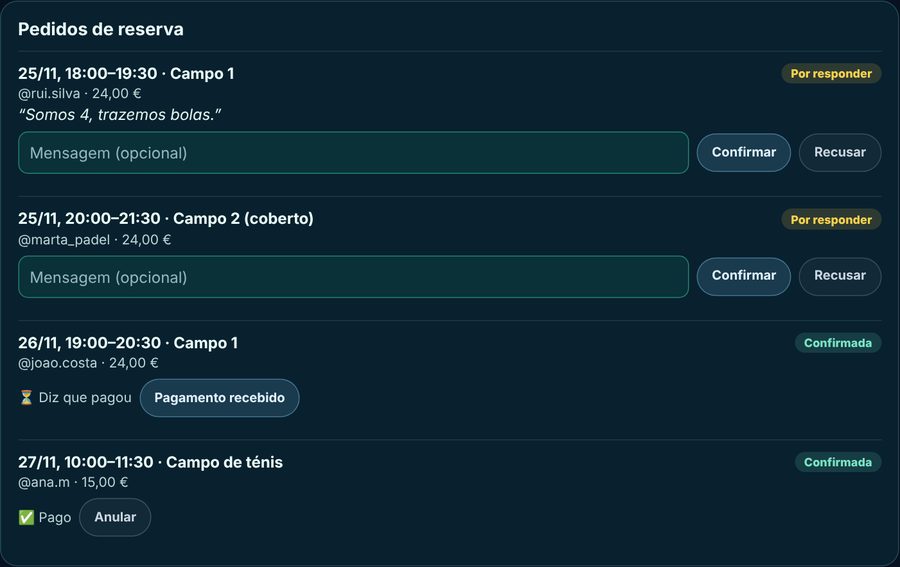 Pedidos de reserva
25/11, 18:00–19:30 · Campo 1
Por responder
@rui.silva · 24,00 €
“Somos 4, trazemos bolas.”
Mensagem (opcional)
Confirmar
Recusar
25/11, 20:00–21:30 · Campo 2 (coberto)
Por responder
@marta_padel · 24,00 €
Mensagem (opcional)
Confirmar
Recusar
26/11, 19:00–20:30 · Campo 1
Confirmada
@joao.costa · 24,00 €
⏳ Diz que pagou
Pagamento recebido
27/11, 10:00–11:30 · Campo de ténis
Confirmada
@ana.m · 15,00 €
✅ Pago
Anular